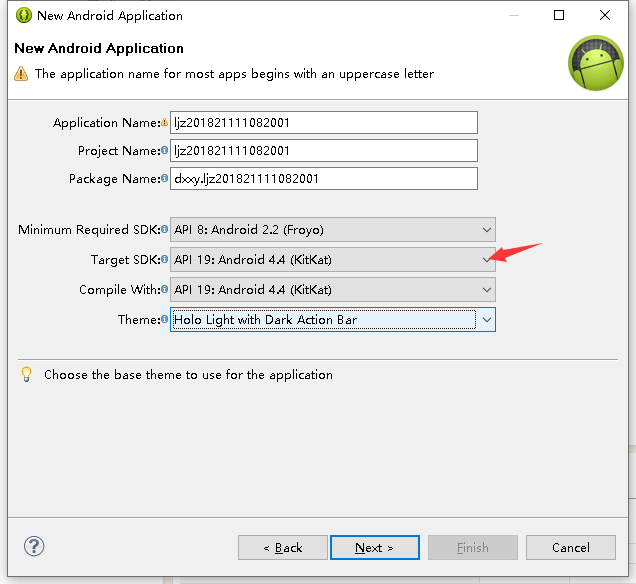 New Android Application
New Android Application
The application name for most apps begins with an uppercase letter
Application Name: ljz201821111082001
Project Name: ljz201821111082001
Package Name: dxxy.ljz201821111082001
Minimum Required SDK: API 8: Android 2.2 (Froyo)
Target SDK: API 19: Android 4.4 (KitKat)
Compile With: API 19: Android 4.4 (KitKat)
Theme: Holo Light with Dark Action Bar
Choose the base theme to use for the application
? < Back Next > Finish Cancel